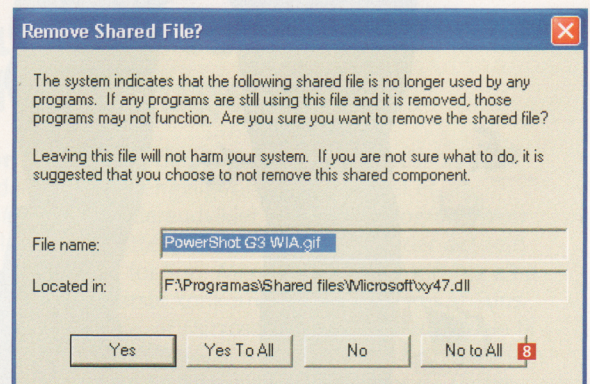 Remove Shared File?
The system indicates that the following shared file is no longer used by any
programs. If any programs are still using this file and it is removed, those
programs may not function. Are you sure you want to remove the shared file?
Leaving this file will not harm your system. If you are not sure what to do, it is
suggested that you choose to not remove this shared component.
File name: PowerShot G3 WIA.gif
Located in: F:\Programas\Shared files\Microsoft\xy47.dll
Yes Yes To All No No to All 8